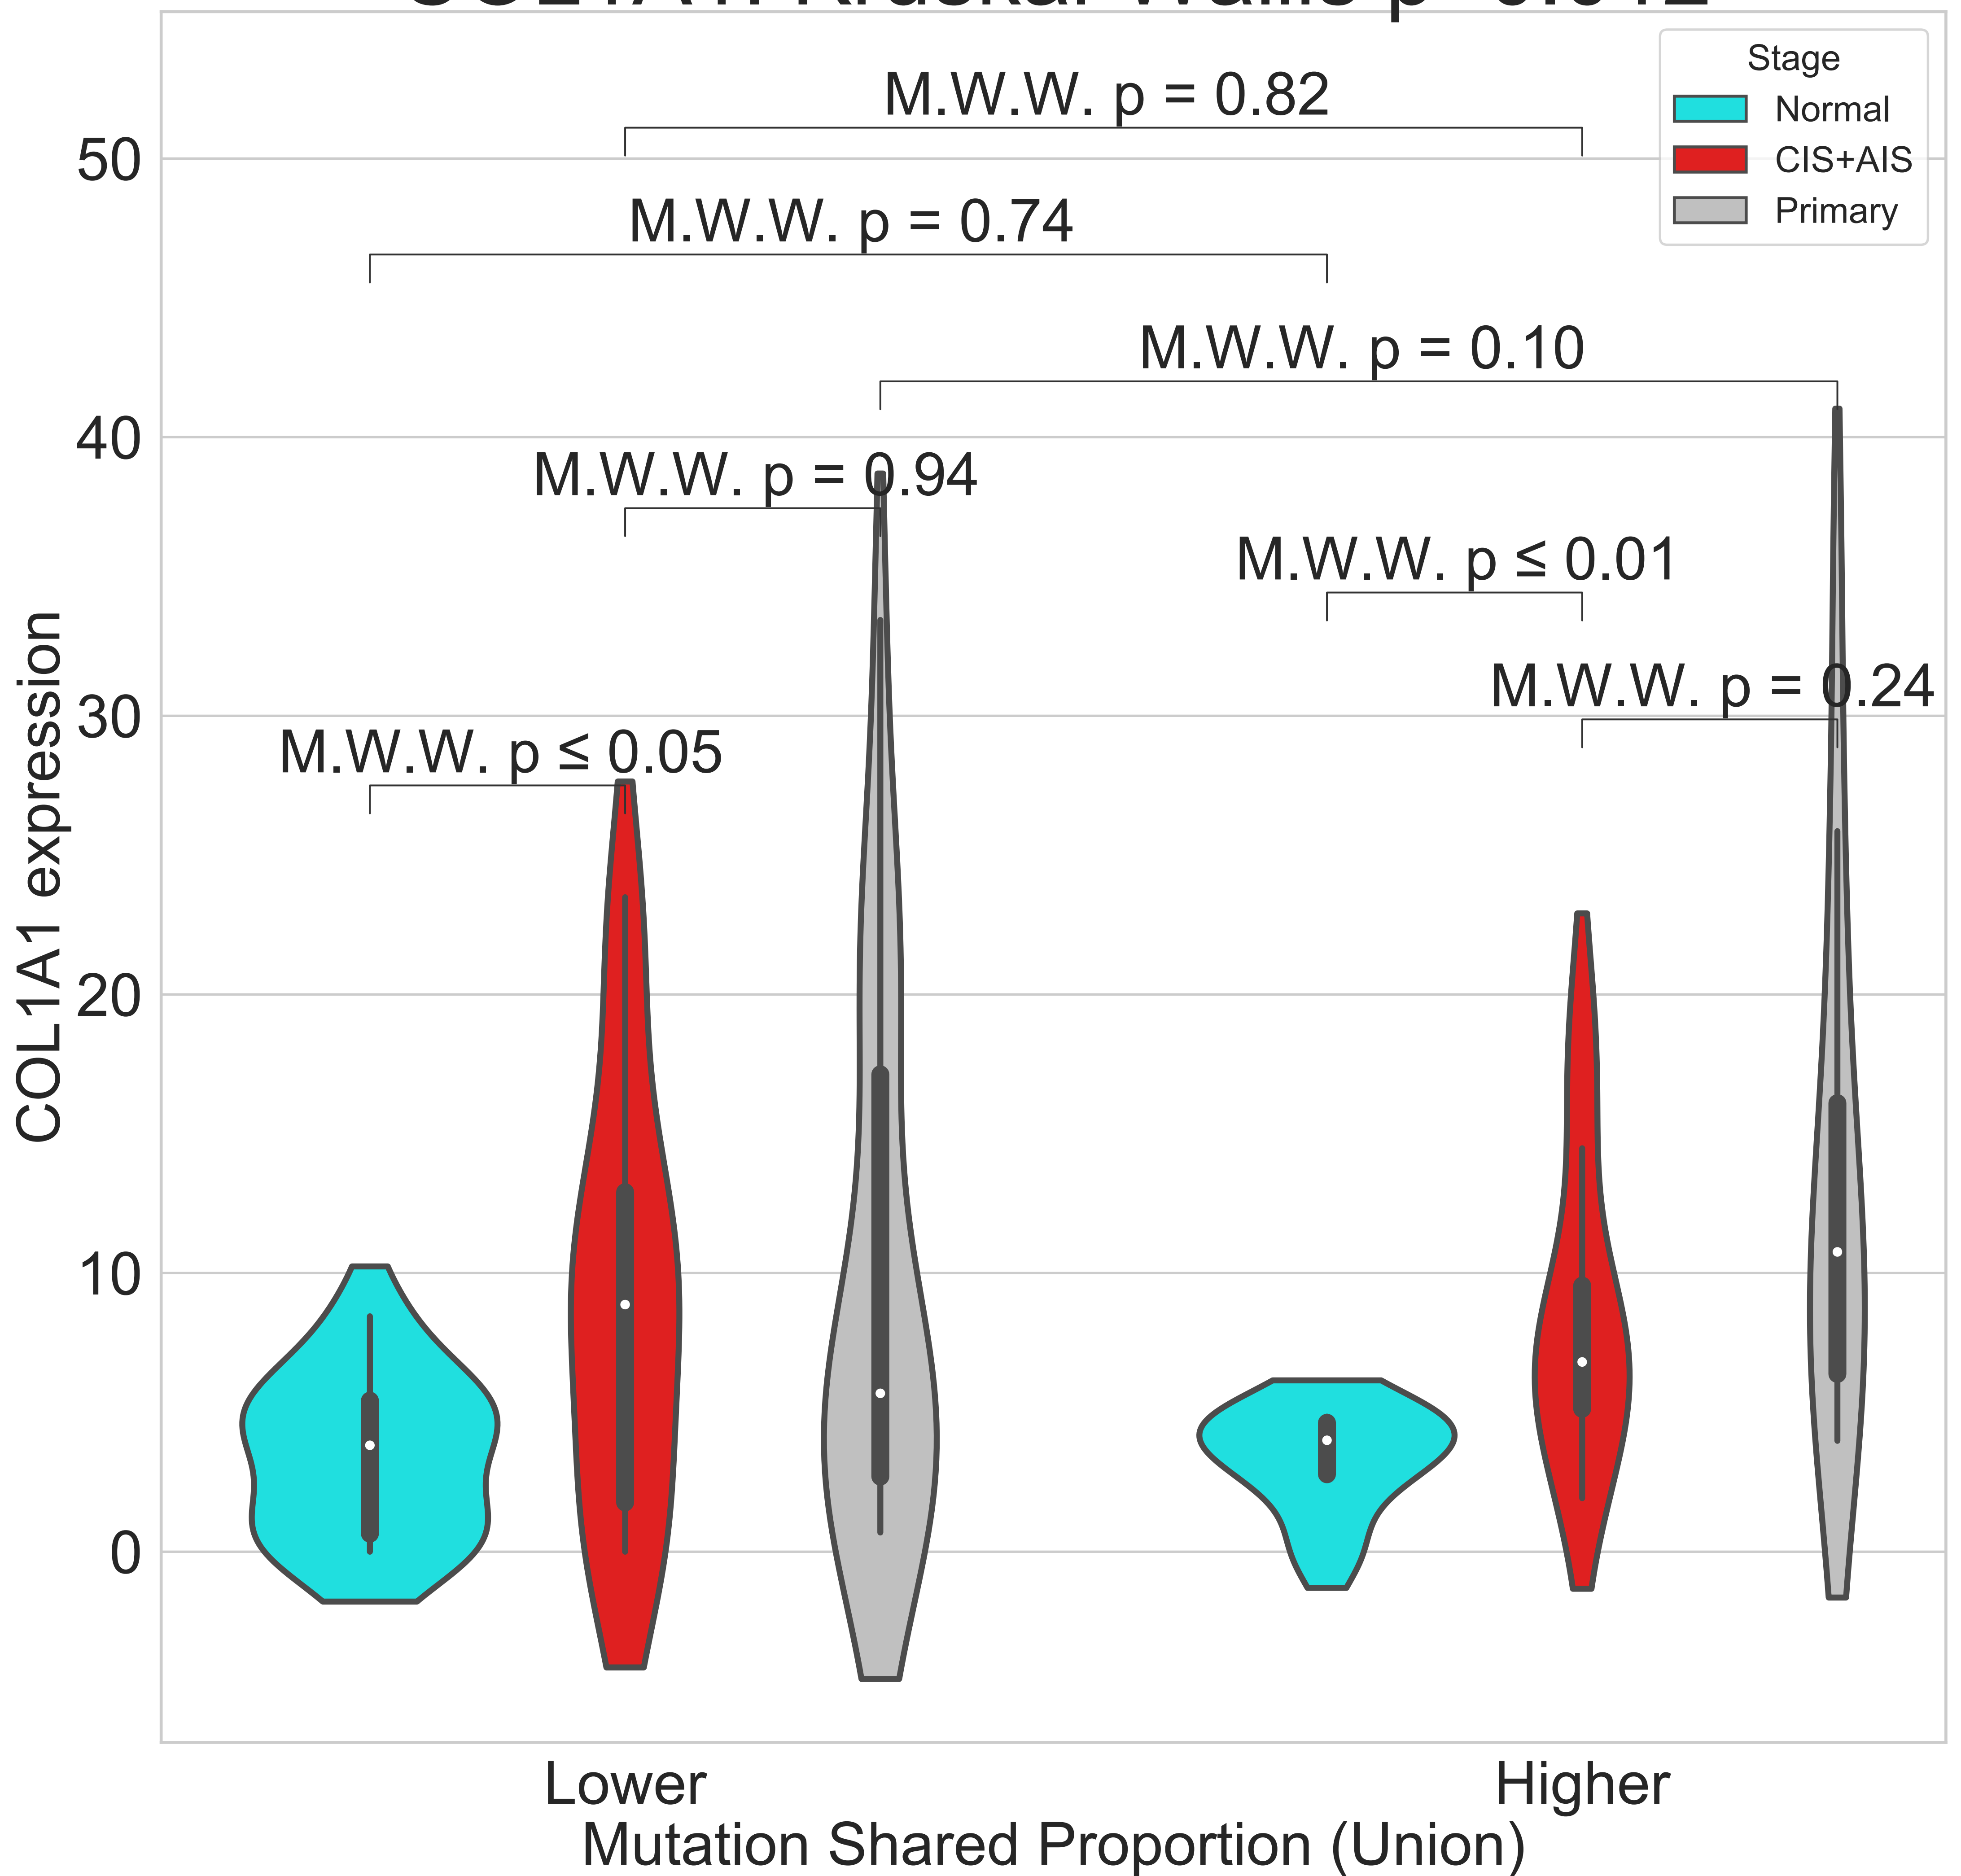 Stage
Normal
CIS+AIS
Primary
M.W.W. p = 0.82
M.W.W. p = 0.74
M.W.W. p = 0.10
M.W.W. p = 0.94
M.W.W. p ≤ 0.01
M.W.W. p = 0.24
M.W.W. p ≤ 0.05
COL1A1 expression
50
40
30
20
10
0
Lower
Higher
Mutation Shared Proportion (Union)